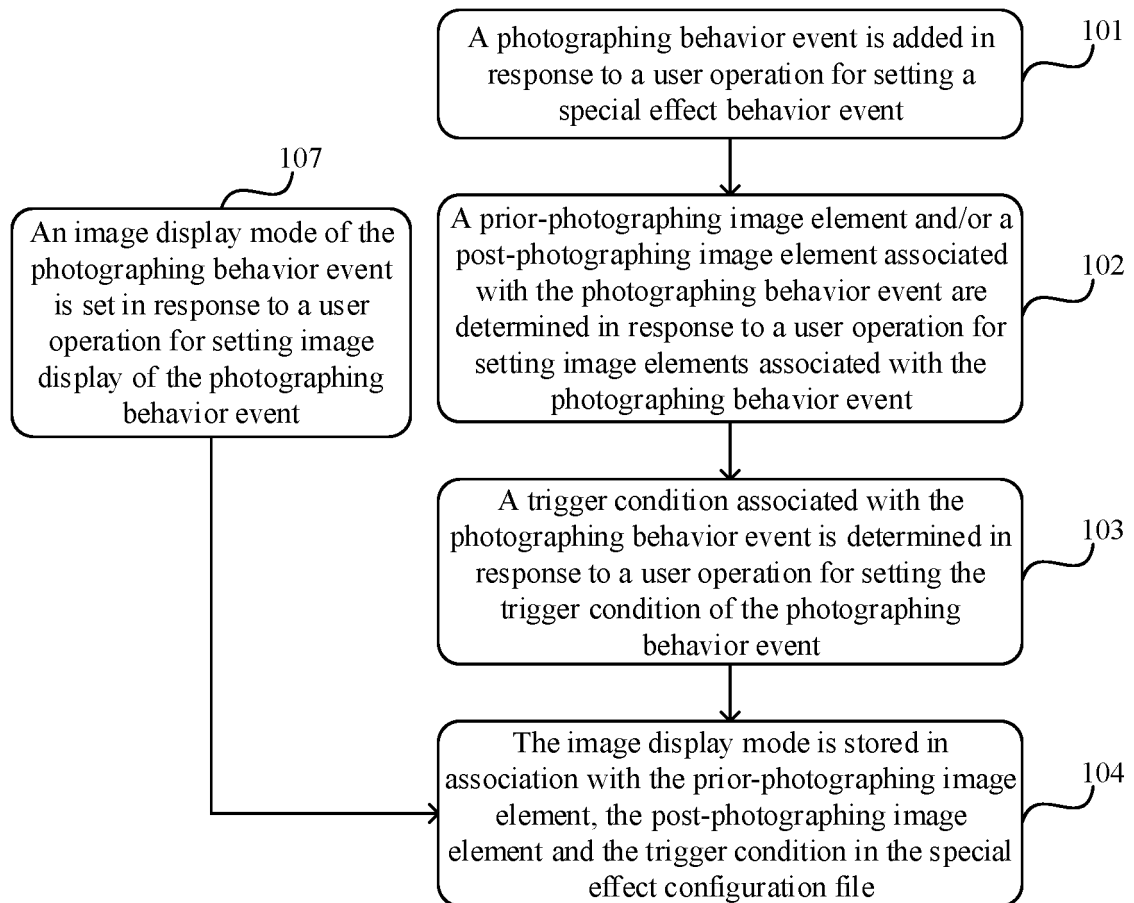 A photographing behavior event is added in
response to a user operation for setting a
special effect behavior event
101
107
An image display mode of the
photographing behavior event
is set in response to a user
operation for setting image
display of the photographing
behavior event
A prior-photographing image element and/or a
post-photographing image element associated
with the photographing behavior event are
determined in response to a user operation for
setting image elements associated with the
photographing behavior event
102
A trigger condition associated with the
photographing behavior event is determined in
response to a user operation for setting the
trigger condition of the photographing
behavior event
103
The image display mode is stored in
association with the prior-photographing image
element, the post-photographing image
element and the trigger condition in the special
effect configuration file
104